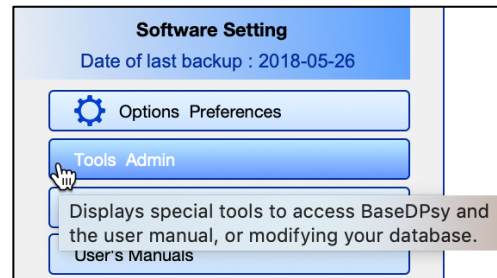 Software Setting
Date of last backup : 2018-05-26
Options Preferences
Tools Admin
Displays special tools to access BaseDPsy and
the user manual, or modifying your database.
User's Manuals